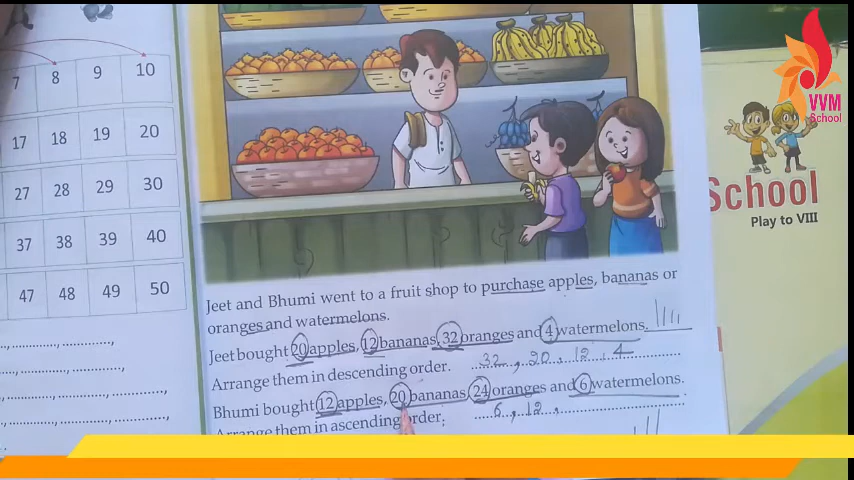 7 8 9 10
17 18 19 20
27 28 29 30
37 38 39 40
47 48 49 50
Jeet and Bhumi went to a fruit shop to purchase apples, bananas or
oranges and watermelons.
Jeet bought 20 apples, 12 bananas, 32 oranges and 4 watermelons.
Arrange them in descending order. 32, 20, 12, 4
Bhumi bought 12 apples, 20 bananas, 24 oranges and 6 watermelons.
Arrange them in ascending order: 6, 12,
VVM
School
School
Play to VIII